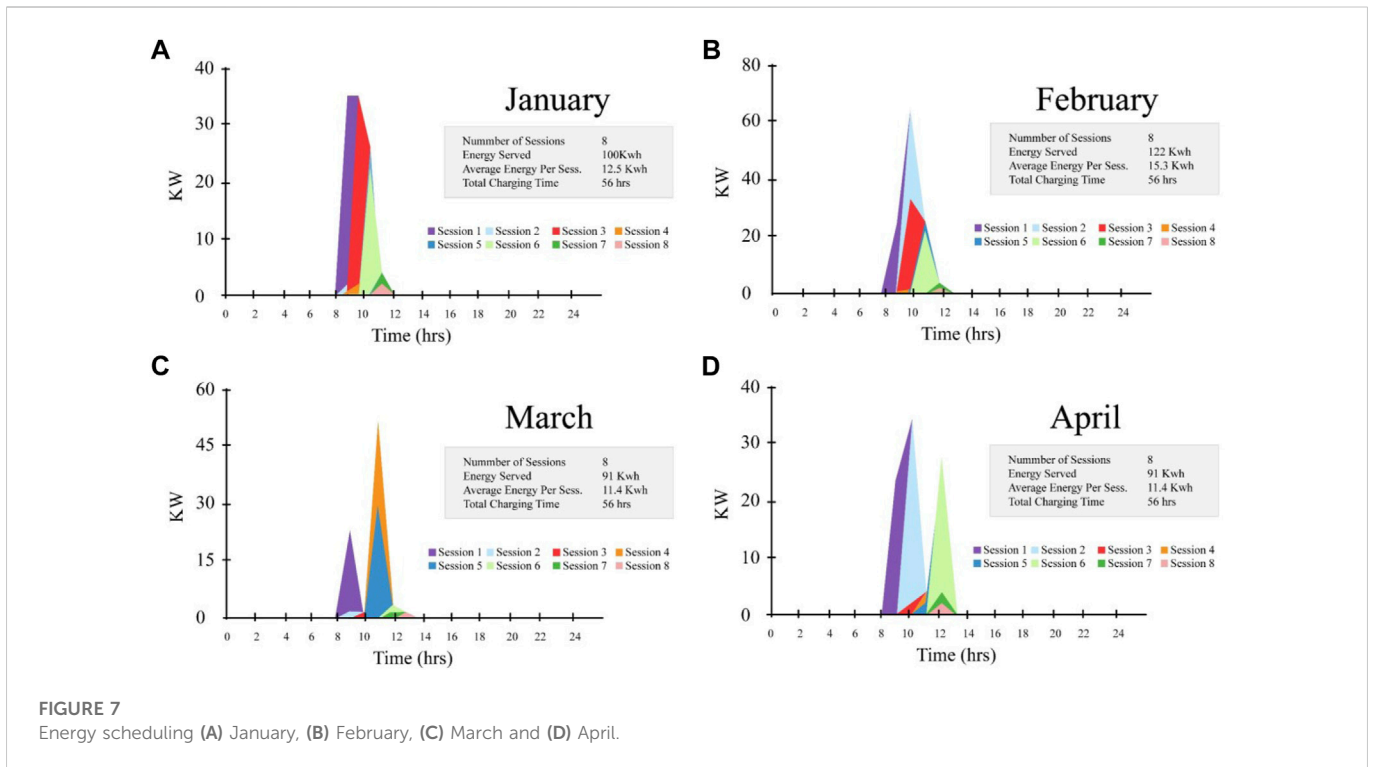 A
40
30
20
10
0
KW
January
Nummber of Sessions 8
Energy Served 100Kwh
Average Energy Per Sess. 12.5 Kwh
Total Charging Time 56 hrs
Session 1 Session 2 Session 3 Session 4
Session 5 Session 6 Session 7 Session 8
0 2 4 6 8 10 12 14 16 18 20 22 24
Time (hrs)
B
80
60
40
20
0
KW
February
Nummber of Sessions 8
Energy Served 122 Kwh
Average Energy Per Sess. 15.3 Kwh
Total Charging Time 56 hrs
Session 1 Session 2 Session 3 Session 4
Session 5 Session 6 Session 7 Session 8
0 2 4 6 8 10 12 14 16 18 20 22 24
Time (hrs)
C
60
45
30
15
0
KW
March
Nummber of Sessions 8
Energy Served 91 Kwh
Average Energy Per Sess. 11.4 Kwh
Total Charging Time 56 hrs
Session 1 Session 2 Session 3 Session 4
Session 5 Session 6 Session 7 Session 8
0 2 4 6 8 10 12 14 16 18 20 22 24
Time (hrs)
D
40
30
20
10
0
KW
April
Nummber of Sessions 8
Energy Served 91 Kwh
Average Energy Per Sess. 11.4 Kwh
Total Charging Time 56 hrs
Session 1 Session 2 Session 3 Session 4
Session 5 Session 6 Session 7 Session 8
0 2 4 6 8 10 12 14 16 18 20 22 24
Time (hrs)
FIGURE 7
Energy scheduling (A) January, (B) February, (C) March and (D) April.